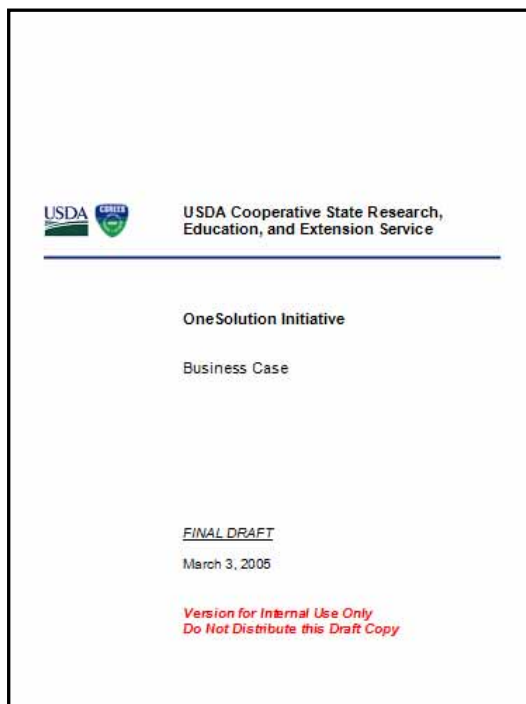 USDA
CSREES
USDA Cooperative State Research,
Education, and Extension Service
OneSolution Initiative
Business Case
FINAL DRAFT
March 3, 2005
Version for Internal Use Only
Do Not Distribute this Draft Copy